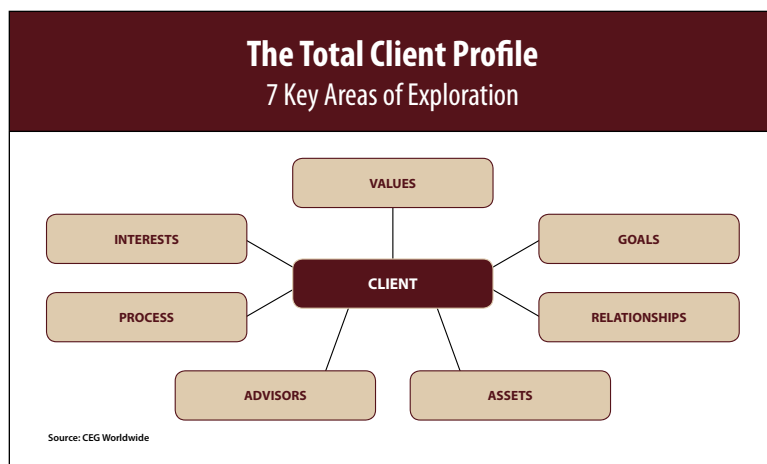 The Total Client Profile
7 Key Areas of Exploration
VALUES
INTERESTS
GOALS
CLIENT
PROCESS
RELATIONSHIPS
ADVISORS
ASSETS
Source: CEG Worldwide